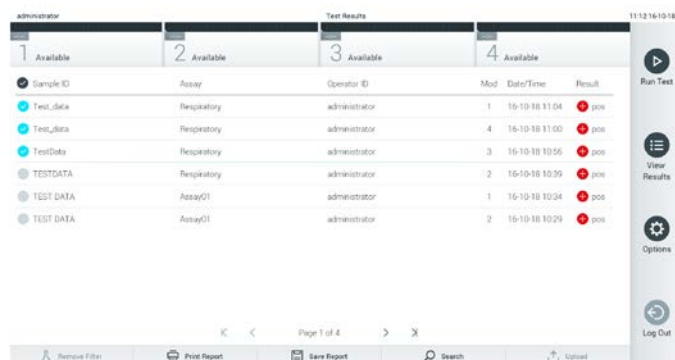 administrator Test Results 11:12 16-10-18
1 Available 2 Available 3 Available 4 Available
Sample ID Assay Operator ID Mod Date/Time Result
Test_data Respiratory administrator 1 16-10-18 11:04 pos
Test_data Respiratory administrator 4 16-10-18 11:00 pos
TestData Respiratory administrator 3 16-10-18 10:56 pos
TESTDATA Respiratory administrator 2 16-10-18 10:39 pos
TEST DATA Assay01 administrator 1 16-10-18 10:34 pos
TEST DATA Assay01 administrator 2 16-10-18 10:29 pos
Page 1 of 4
Remove Filter Print Report Save Report Search Upload
Run Test
View
Results
Options
Log Out